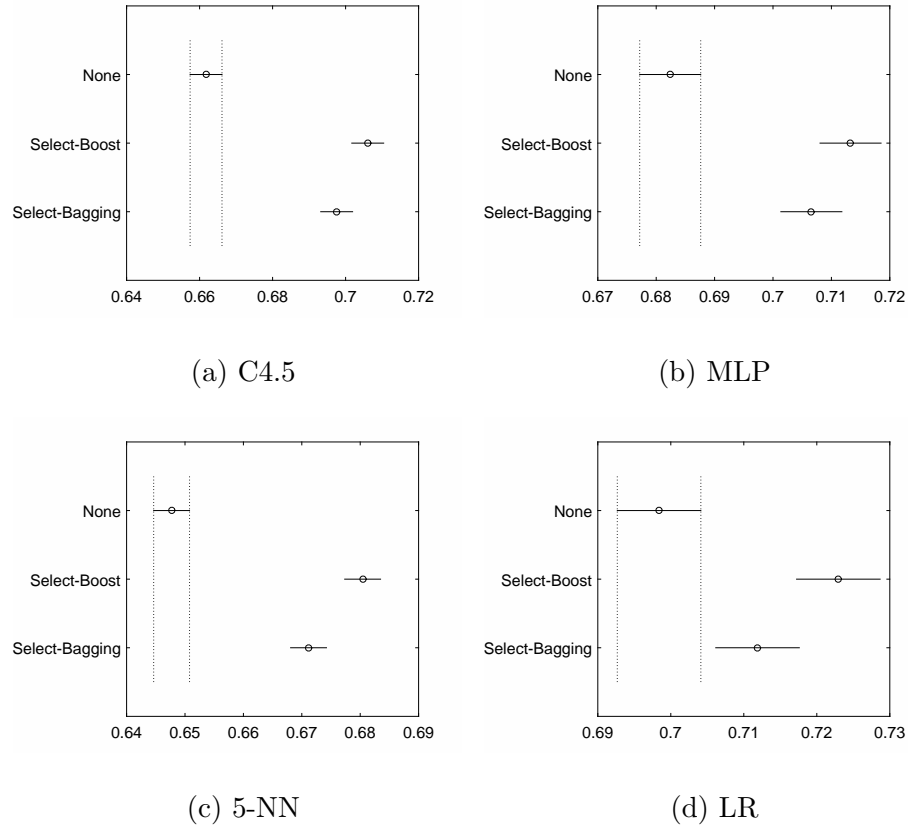 None
Select-Boost
Select-Bagging
0.64 0.66 0.68 0.7 0.72
(a) C4.5
None
Select-Boost
Select-Bagging
0.67 0.68 0.69 0.7 0.71 0.72
(b) MLP
None
Select-Boost
Select-Bagging
0.64 0.65 0.66 0.67 0.68 0.69
(c) 5-NN
None
Select-Boost
Select-Bagging
0.69 0.7 0.71 0.72 0.73
(d) LR